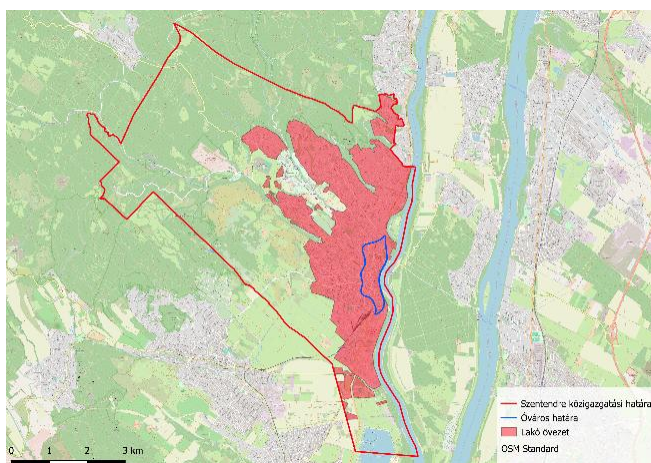 Szentendre közigazgatási határa
Óváros határa
Lakó övezet
OSM Standard
0 1 2 3 km